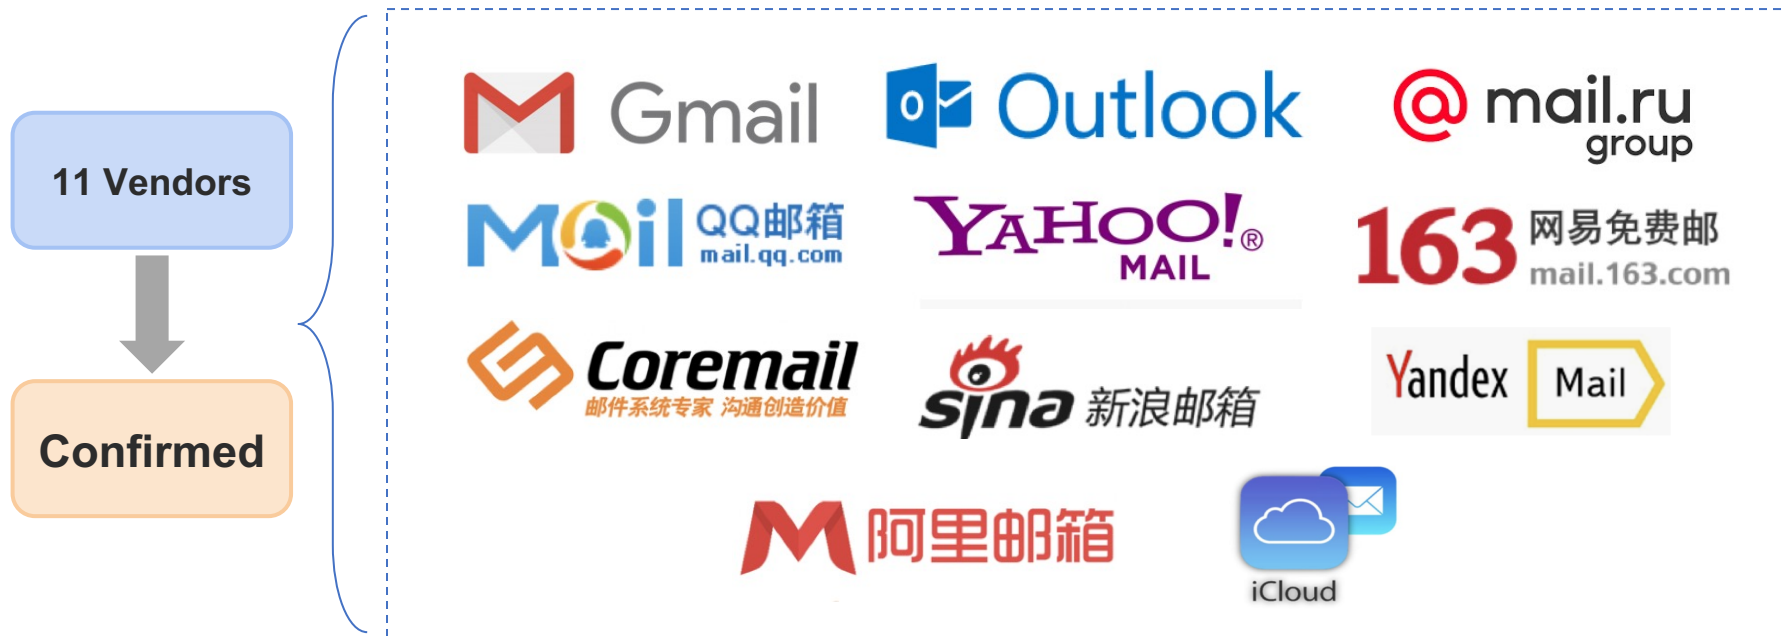 11 Vendors
Confirmed
Gmail
Outlook
@ mail.ru
group
Mail QQ邮箱
mail.qq.com
YAHOO!®
MAIL
163 网易免费邮
mail.163.com
Coremail
邮件系统专家 沟通创造价值
sina 新浪邮箱
Yandex Mail
阿里邮箱
iCloud